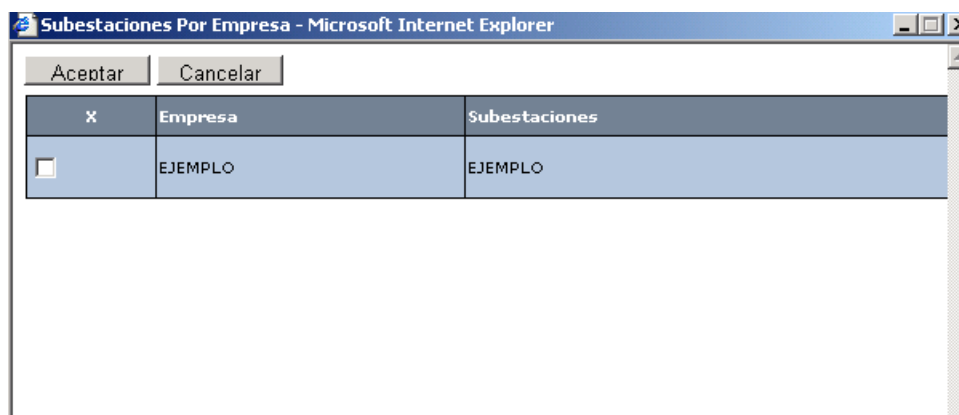 Subestaciones Por Empresa - Microsoft Internet Explorer
Aceptar Cancelar
X Empresa Subestaciones
EJEMPLO EJEMPLO